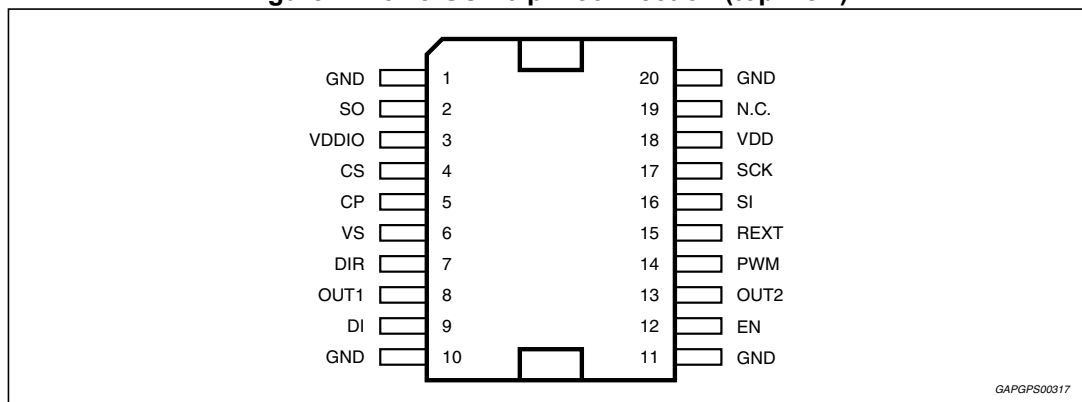 GND 1 20 GND
SO 2 19 N.C.
VDDIO 3 18 VDD
CS 4 17 SCK
CP 5 16 SI
VS 6 15 REXT
DIR 7 14 PWM
OUT1 8 13 OUT2
DI 9 12 EN
GND 10 11 GND
GAPGPS00317